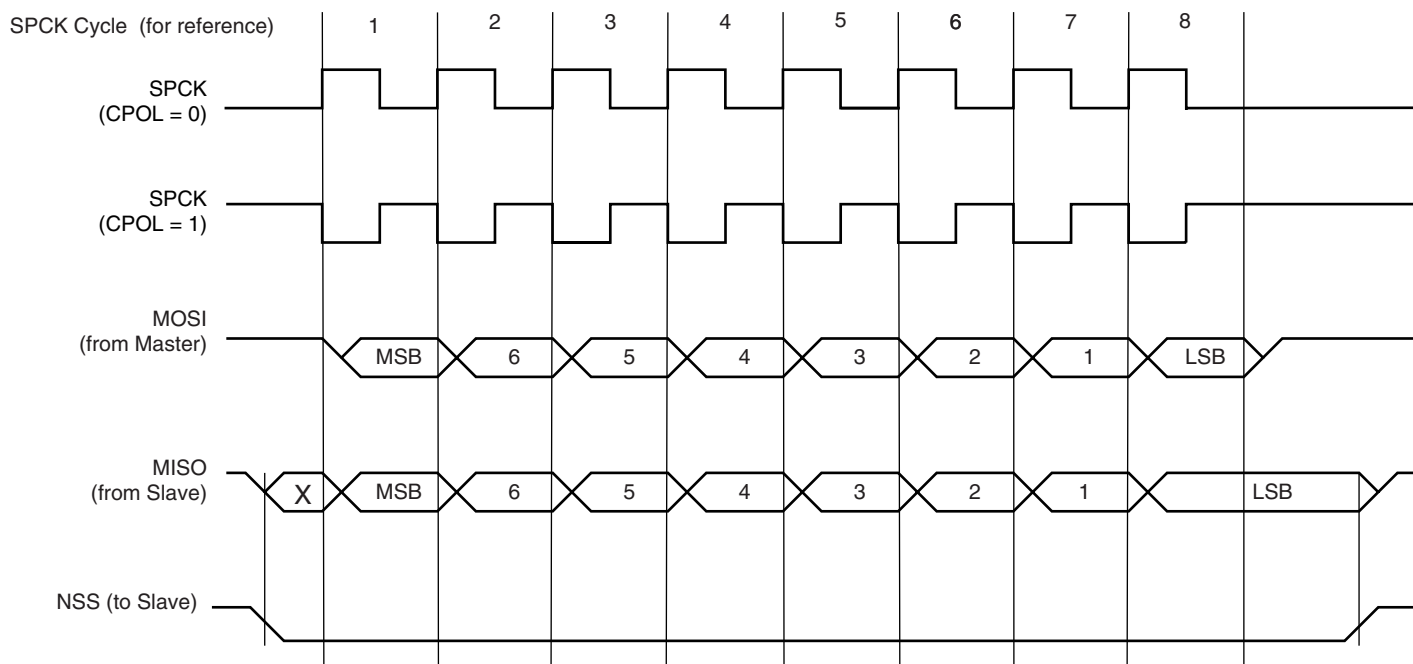 SPCK Cycle (for reference) 1 2 3 4 5 6 7 8
SPCK
(CPOL = 0)
SPCK
(CPOL = 1)
MOSI
(from Master)
MSB 6 5 4 3 2 1 LSB
MISO
(from Slave)
X MSB 6 5 4 3 2 1 LSB
NSS (to Slave)